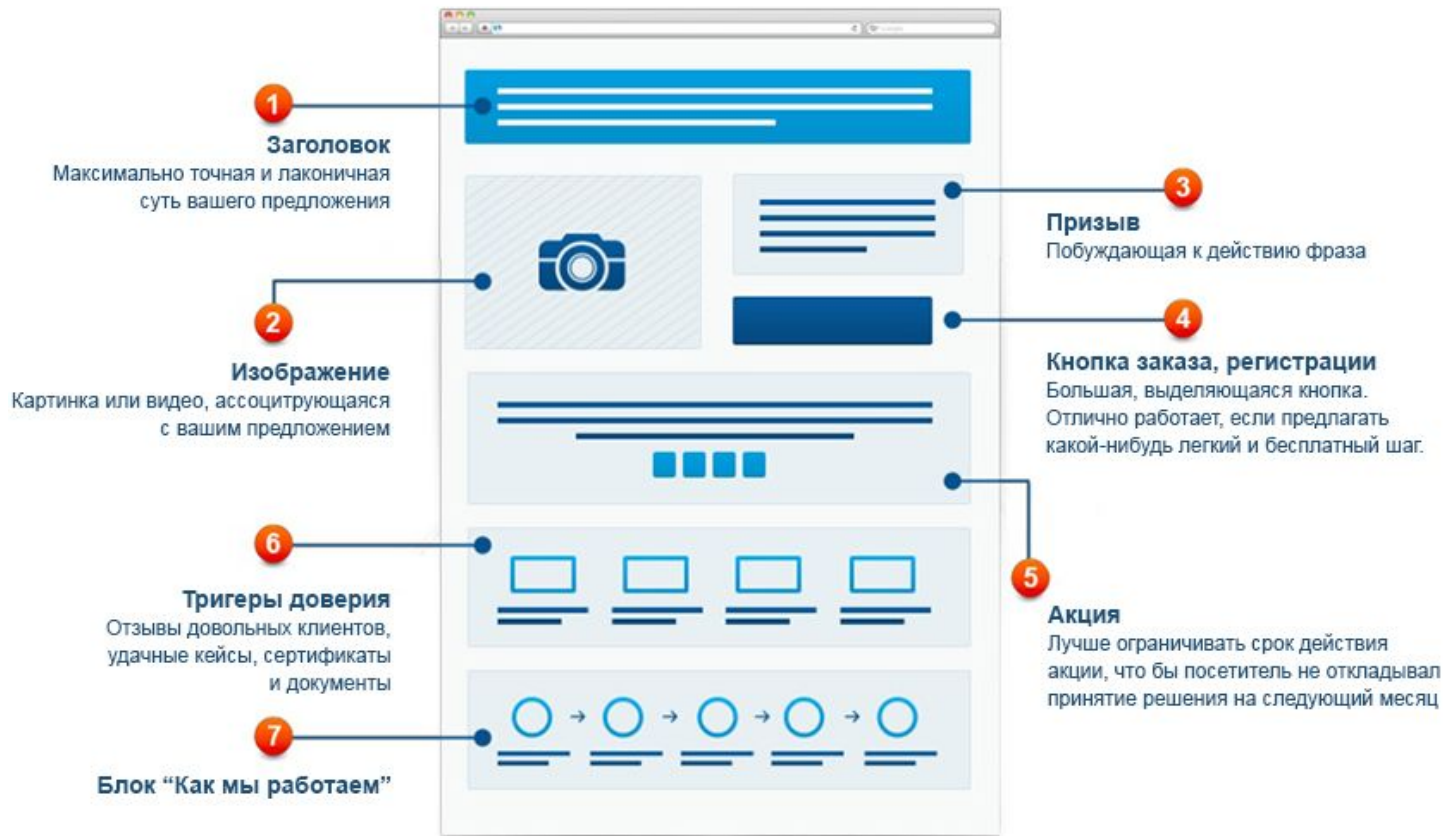 1
Заголовок
Максимально точная и лаконичная
суть вашего предложения
2
Изображение
Картинка или видео, ассоцитрующаяся
с вашим предложением
3
Призыв
Побуждающая к действию фраза
4
Кнопка заказа, регистрации
Большая, выделяющаяся кнопка.
Отлично работает, если предлагать
какой-нибудь легкий и бесплатный шаг.
5
Акция
Лучше ограничивать срок действия
акции, что бы посетитель не откладывал
принятие решения на следующий месяц
6
Тригеры доверия
Отзывы довольных клиентов,
удачные кейсы, сертификаты
и документы
7
Блок “Как мы работаем”